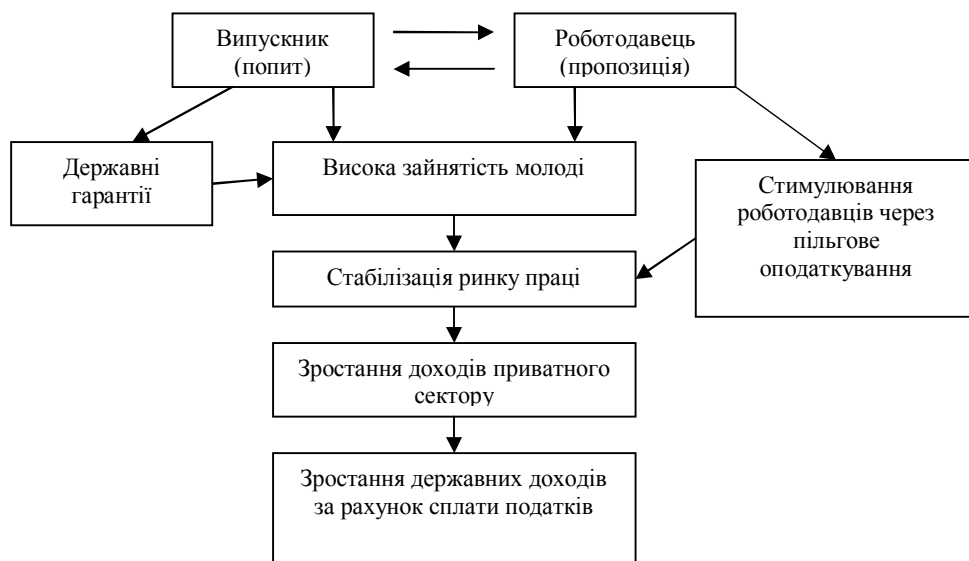 Випускник
(попит)
Роботодавець
(пропозиція)
Державні
гарантії
Висока зайнятість молоді
Стимулювання
роботодавців через
пільгове
оподаткування
Стабілізація ринку праці
Зростання доходів приватного
сектору
Зростання державних доходів
за рахунок сплати податків